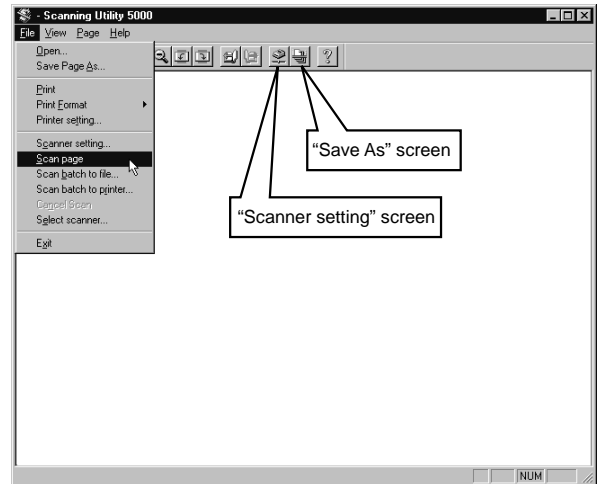 - Scanning Utility 5000
File View Page Help
Open...
Save Page As...
Print
Print Format
Printer setting...
Scanner setting...
Scan page
Scan batch to file...
Scan batch to printer...
Cancel Scan
Select scanner...
Exit
“Save As” screen
“Scanner setting” screen
NUM